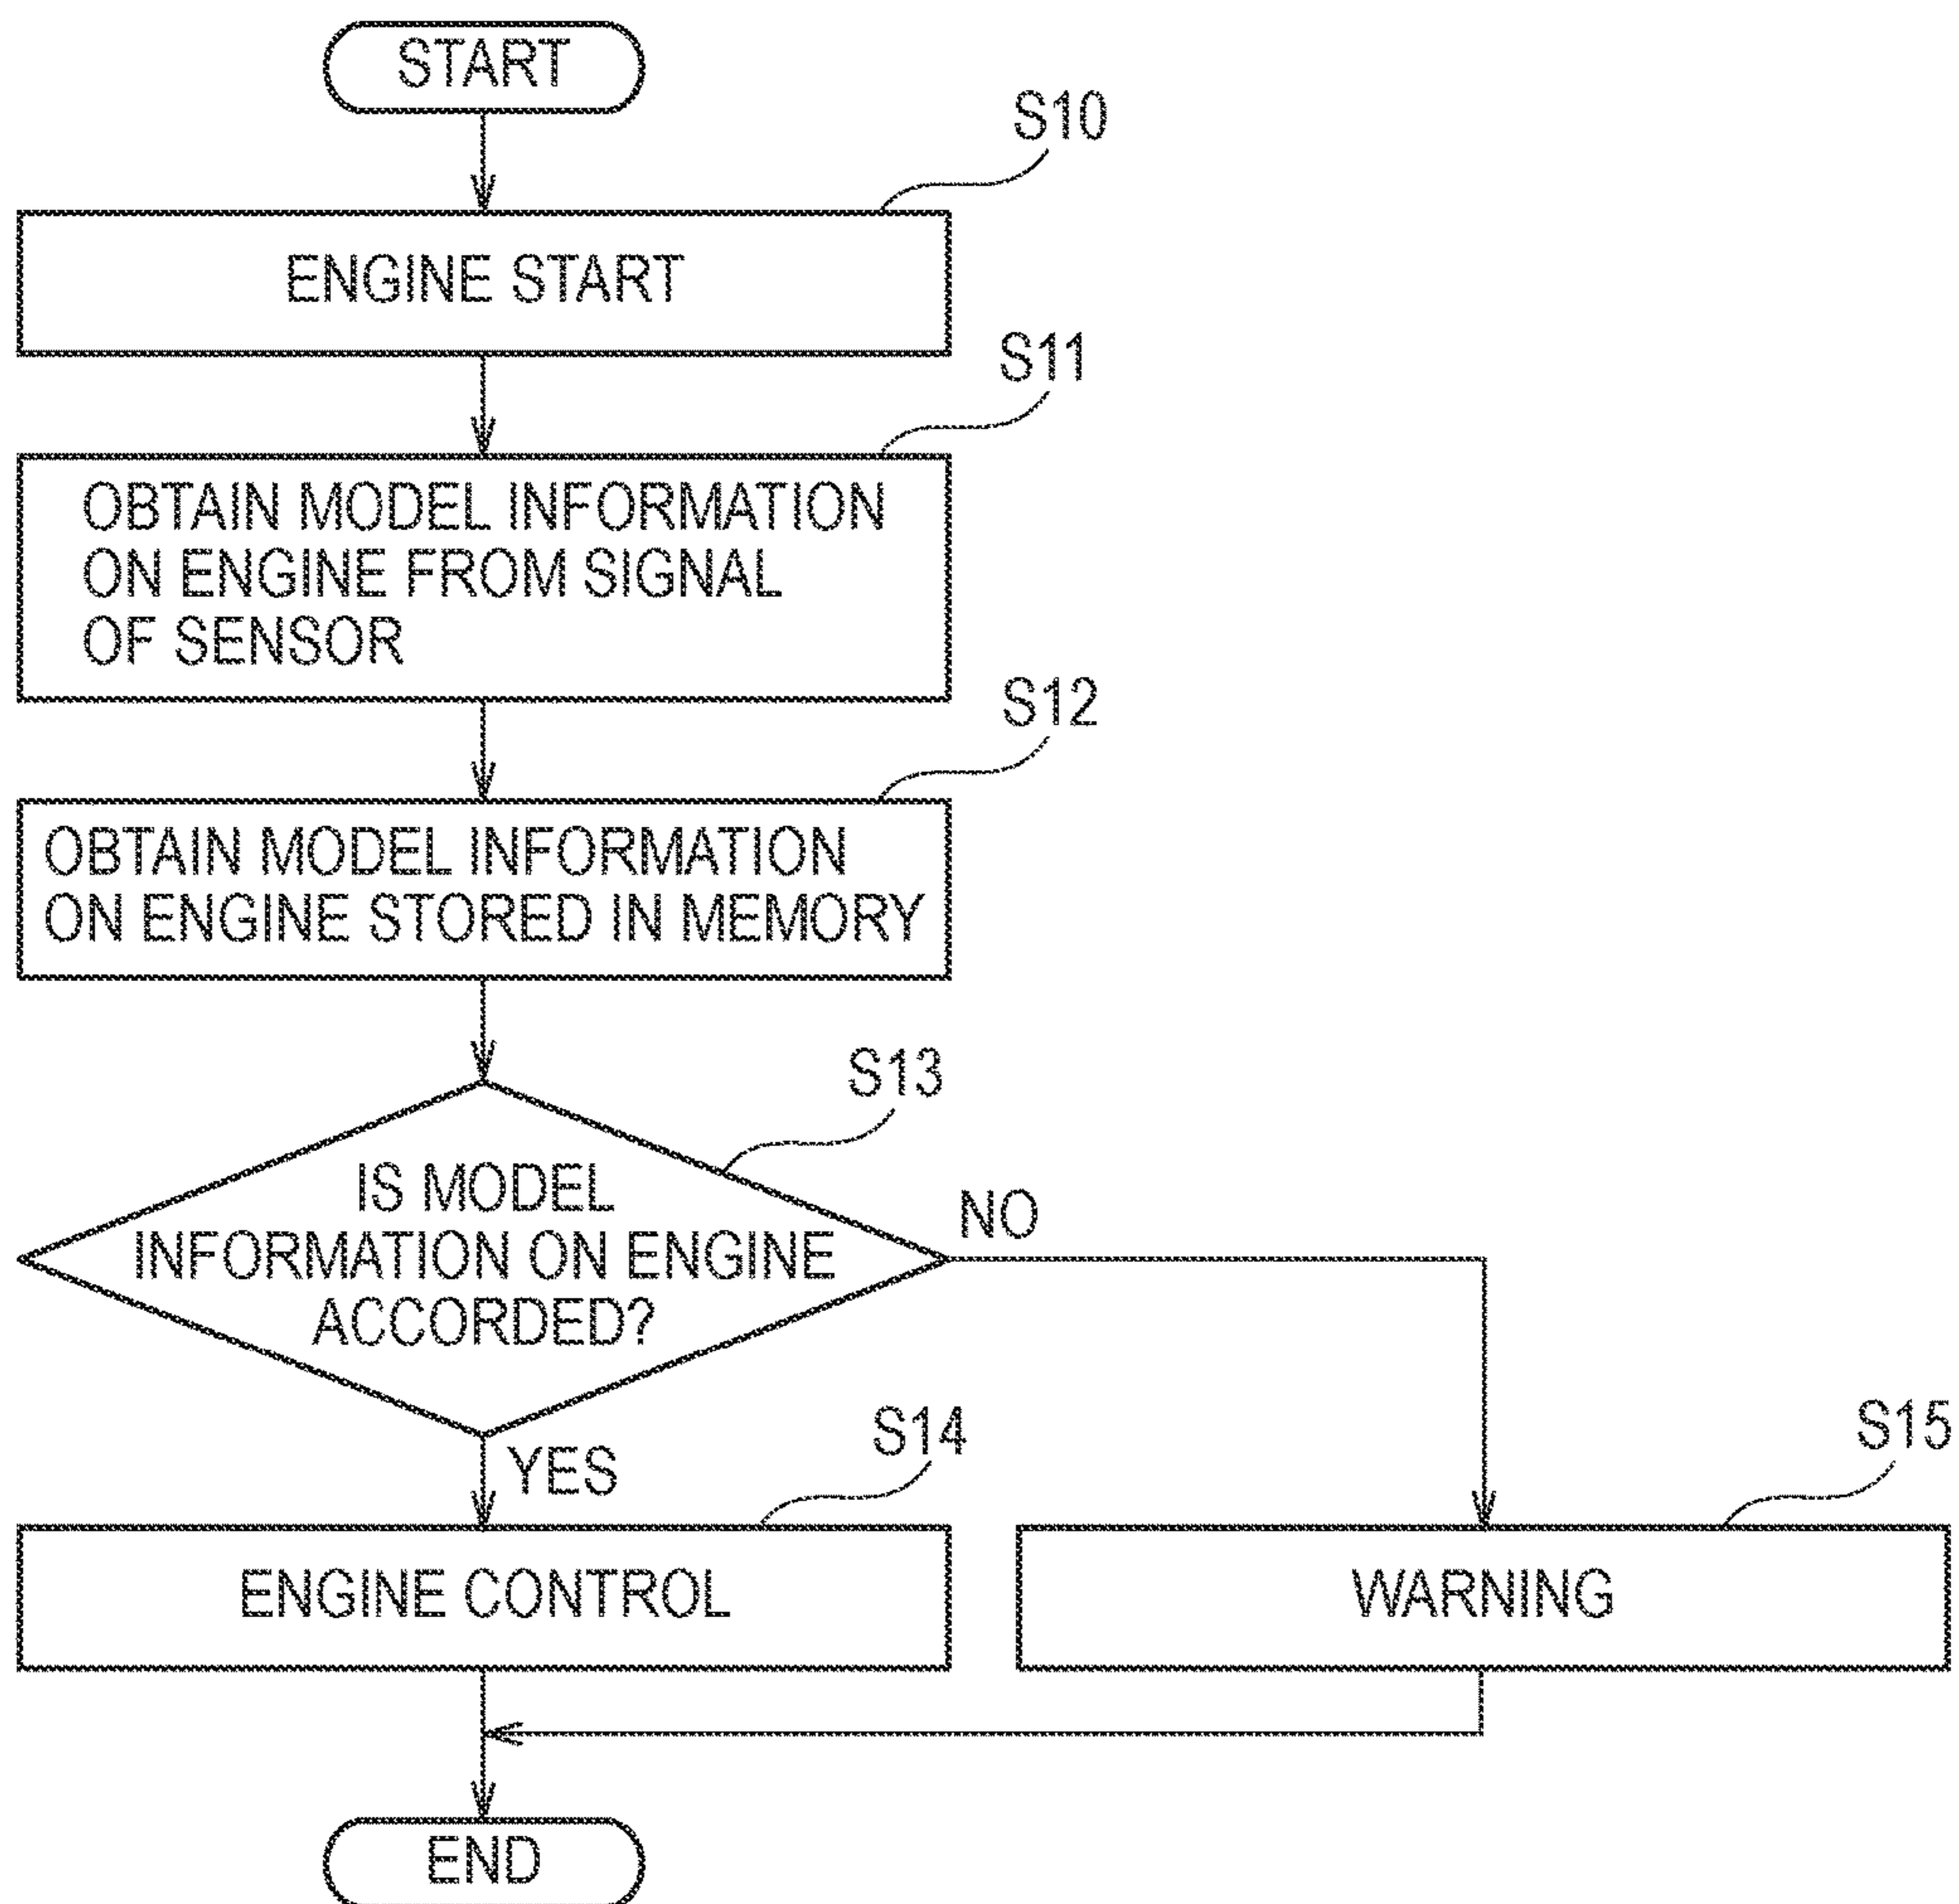 START
S10
ENGINE START
S11
OBTAIN MODEL INFORMATION
ON ENGINE FROM SIGNAL
OF SENSOR
S12
OBTAIN MODEL INFORMATION
ON ENGINE STORED IN MEMORY
S13
IS MODEL
INFORMATION ON ENGINE
ACCORDED?
NO
YES
S14
S15
ENGINE CONTROL
WARNING
END